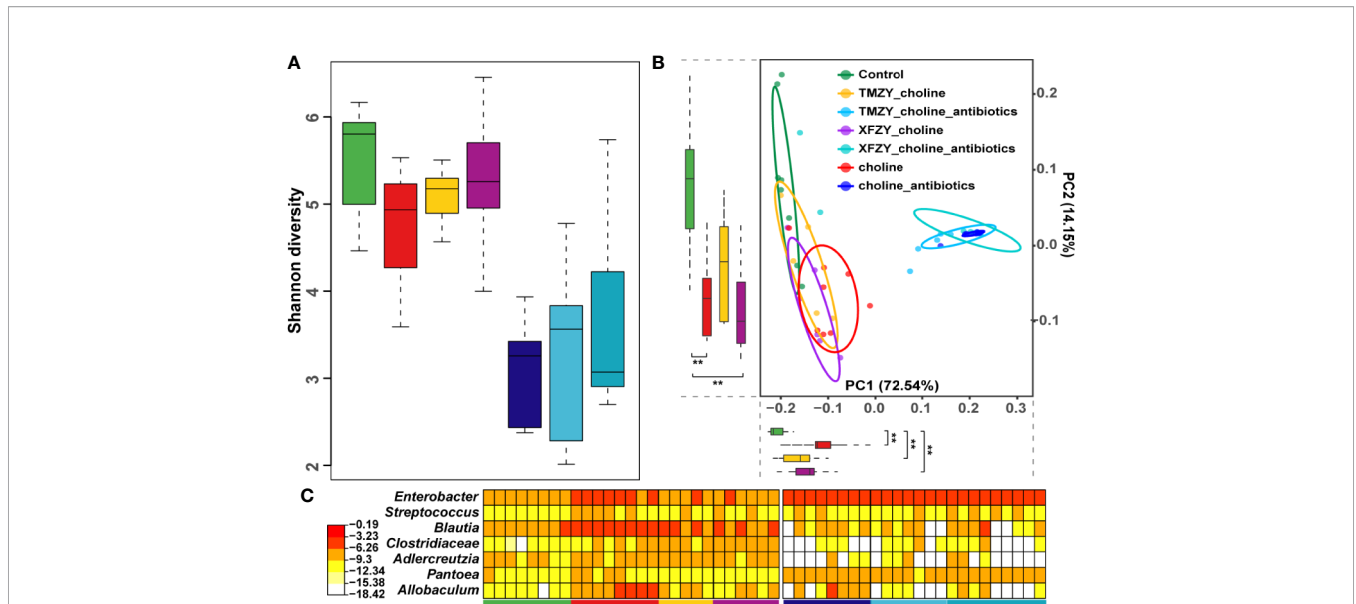 A
B
6
5
4
3
2
Shannon diversity
Control
TMZY_choline
TMZY_choline_antibiotics
XFZY_choline
XFZY_choline_antibiotics
choline
choline_antibiotics
0.2
0.1
0.0
-0.1
PC2 (14.15%)
PC1 (72.54%)
−0.2 −0.1 0.0 0.1 0.2 0.3
**
**
** ** **
C
Enterobacter
Streptococcus
Blautia
Clostridiaceae
Adlercreutzia
Pantoea
Allobaculum
−0.19
−3.23
−6.26
−9.3
−12.34
−15.38
−18.42